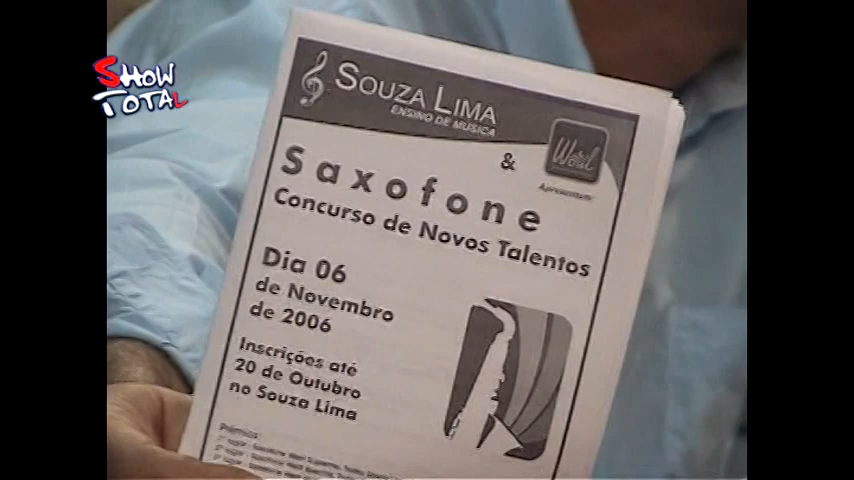 SHOW
TOTAL
SOUZA LIMA
ENSINO DE MÚSICA
&
Weril
Apresentam:
Saxofone
Concurso de Novos Talentos
Dia 06
de Novembro
de 2006
Inscrições até
20 de Outubro
no Souza Lima
Prêmios: